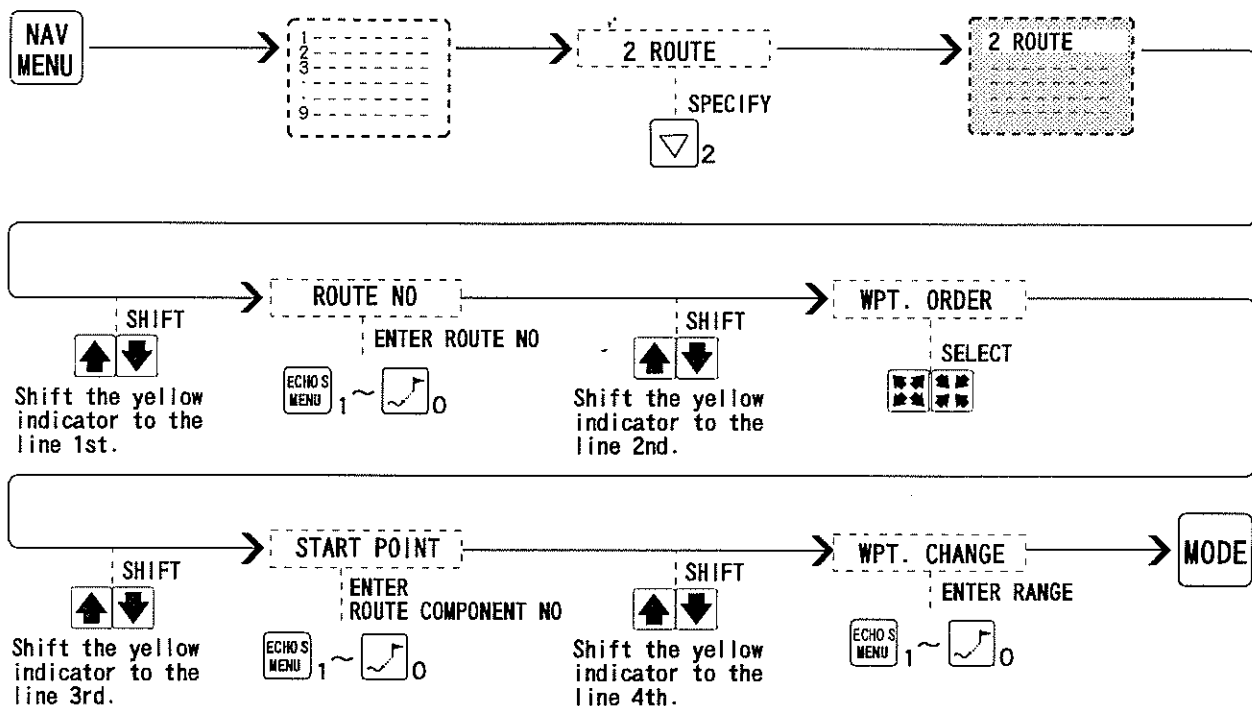 NAV
MENU
1
2
3
9
2 ROUTE
SPECIFY
2
2 ROUTE
SHIFT
Shift the yellow
indicator to the
line 1st.
ROUTE NO
ENTER ROUTE NO
ECHO S
MENU 1 ~ 0
SHIFT
Shift the yellow
indicator to the
line 2nd.
WPT. ORDER
SELECT
SHIFT
Shift the yellow
indicator to the
line 3rd.
START POINT
ENTER
ROUTE COMPONENT NO
ECHO S
MENU 1 ~ 0
SHIFT
Shift the yellow
indicator to the
line 4th.
WPT. CHANGE
ENTER RANGE
ECHO S
MENU 1 ~ 0
MODE